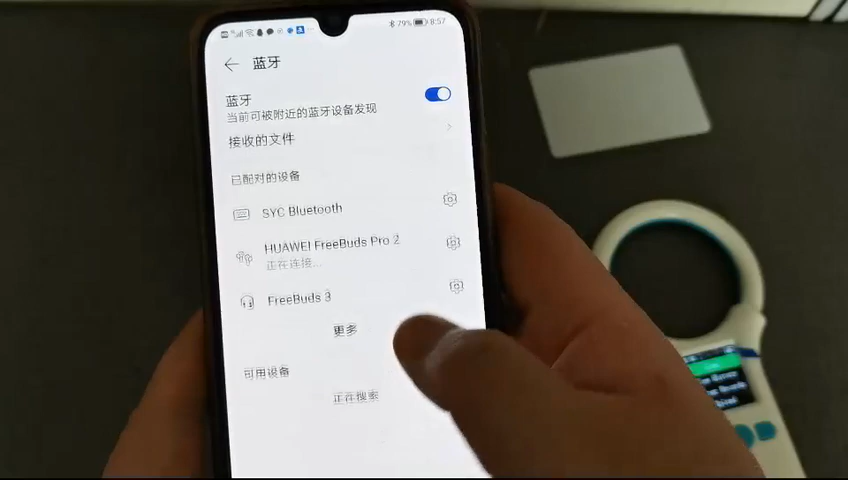 79% 8:57
蓝牙
蓝牙
当前可被附近的蓝牙设备发现
接收的文件
已配对的设备
SYC Bluetooth
HUAWEI FreeBuds Pro 2
正在连接...
FreeBuds 3
更多
可用设备
正在搜索